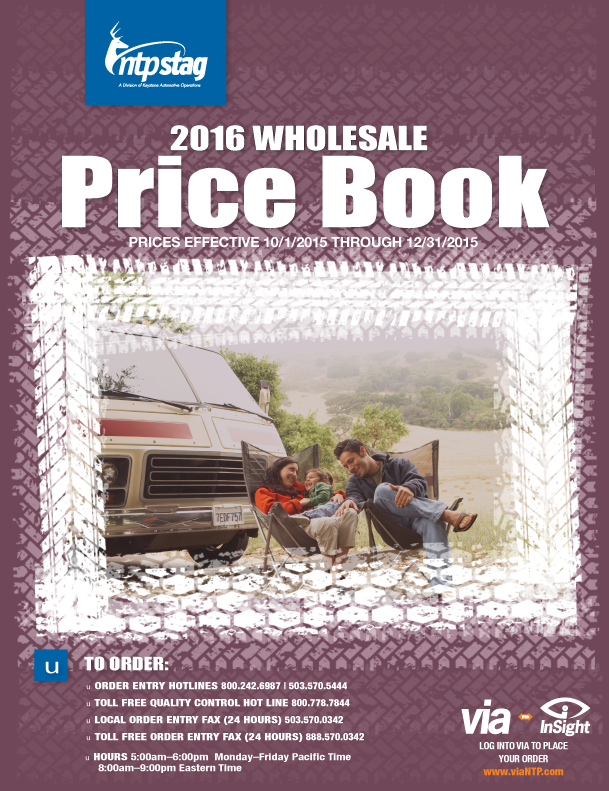 ntpstag
A Division of Keystone Automotive Operations
2016 WHOLESALE
Price Book
PRICES EFFECTIVE 10/1/2015 THROUGH 12/31/2015
u TO ORDER:
u ORDER ENTRY HOTLINES 800.242.6987 | 503.570.5444
u TOLL FREE QUALITY CONTROL HOT LINE 800.778.7844
u LOCAL ORDER ENTRY FAX (24 HOURS) 503.570.0342
u TOLL FREE ORDER ENTRY FAX (24 HOURS) 888.570.0342
u HOURS 5:00am–6:00pm Monday–Friday Pacific Time
8:00am–9:00pm Eastern Time
via InSight
LOG INTO VIA TO PLACE
YOUR ORDER
www.viaNTP.com